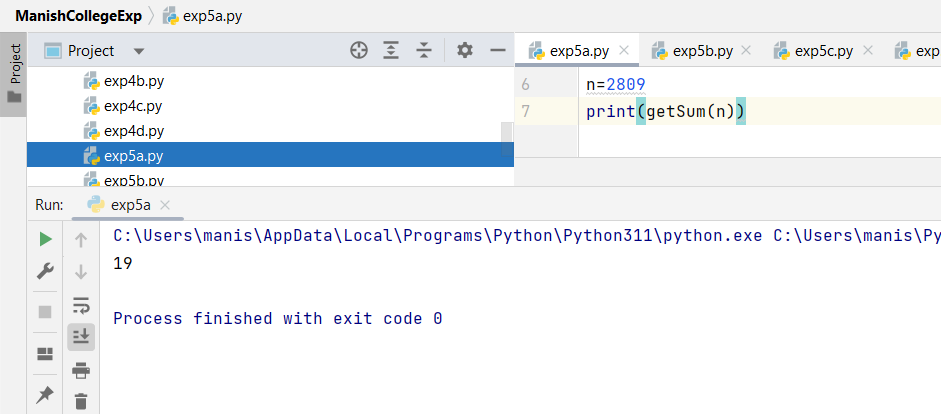 ManishCollegeExp exp5a.py
Project
Project
exp4b.py
exp4c.py
exp4d.py
exp5a.py
exp5b.py
exp5a.py exp5b.py exp5c.py exp
6 n=2809
7 print(getSum(n))
Run: exp5a
C:\Users\manis\AppData\Local\Programs\Python\Python311\python.exe C:\Users\manis\Py
19
Process finished with exit code 0